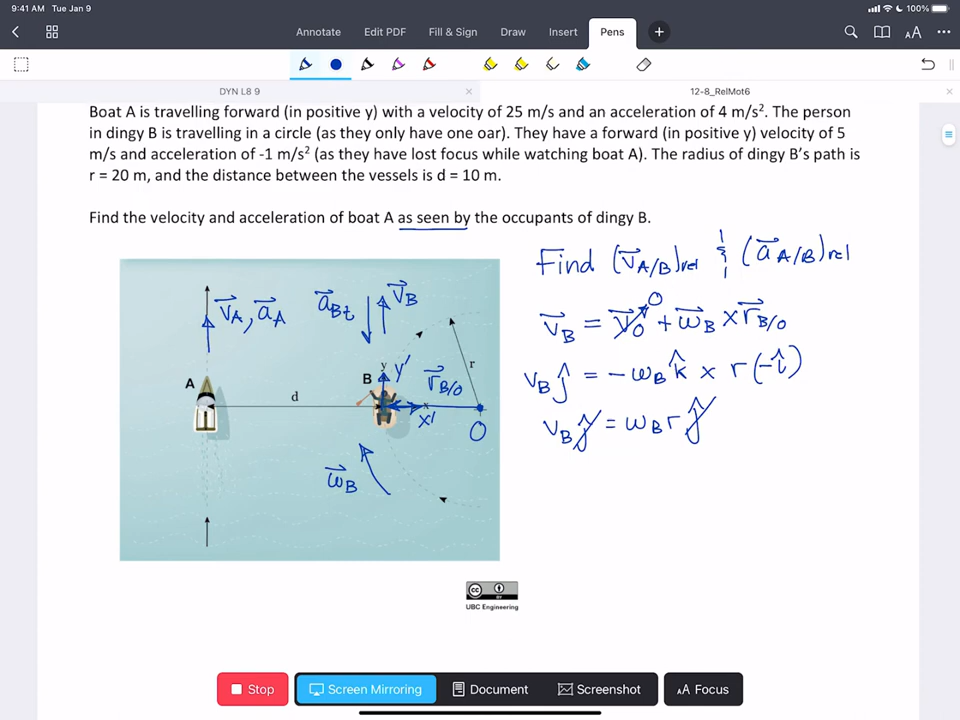 9:41 AM Tue Jan 9
100%
Annotate Edit PDF Fill & Sign Draw Insert Pens
AA
DYN L8 9
12-8_RelMot6
Boat A is travelling forward (in positive y) with a velocity of 25 m/s and an acceleration of 4 m/s². The person
in dingy B is travelling in a circle (as they only have one oar). They have a forward (in positive y) velocity of 5
m/s and acceleration of -1 m/s² (as they have lost focus while watching boat A). The radius of dingy B's path is
r = 20 m, and the distance between the vessels is d = 10 m.
Find the velocity and acceleration of boat A as seen by the occupants of dingy B.
Find (v⃗A/B)rel & (a⃗A/B)rel
v⃗B = v⃗O 0 + ω⃗B × r⃗B/O
vB ĵ = -ωB k̂ × r(-î)
vB ĵ = ωB r ĵ
v⃗A, a⃗A
a⃗Bt
v⃗B
A
B
y
y'
r⃗B/O
r
d
x
x'
O
ω⃗B
cc BY
UBC Engineering
Stop Screen Mirroring Document Screenshot AA Focus